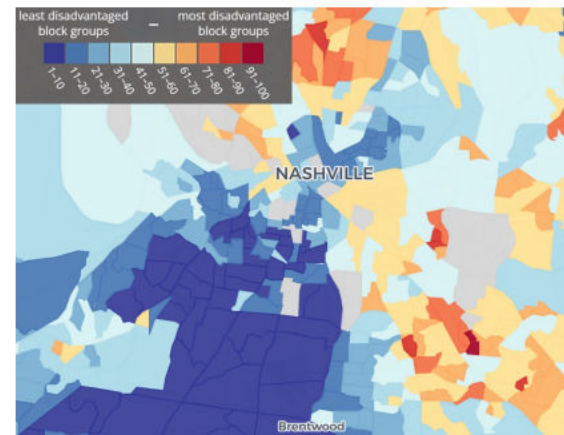 least disadvantaged – most disadvantaged
block groups block groups
1–10 11–20 21–30 31–40 41–50 51–60 61–70 71–80 81–90 91–100
NASHVILLE
Brentwood